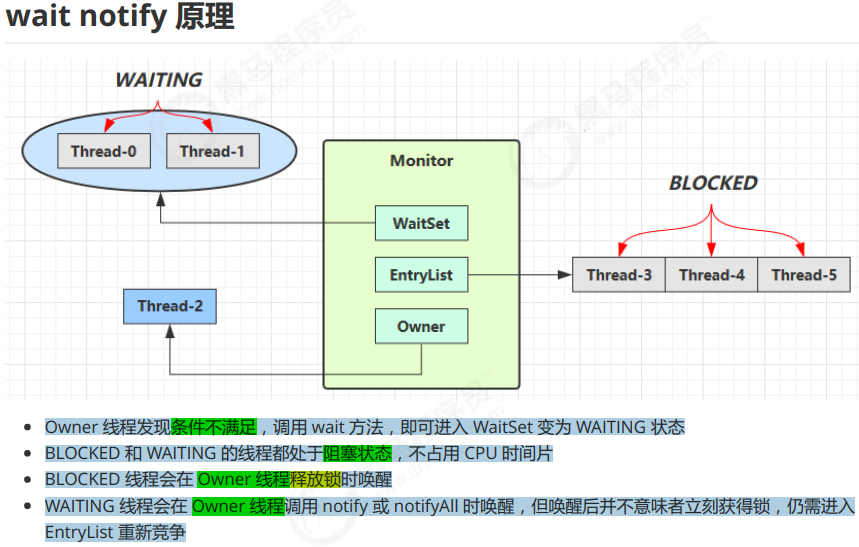 wait notify 原理
WAITING
Thread-0
Thread-1
Monitor
WaitSet
EntryList
Owner
BLOCKED
Thread-3
Thread-4
Thread-5
Thread-2
Owner 线程发现条件不满足，调用 wait 方法，即可进入 WaitSet 变为 WAITING 状态
BLOCKED 和 WAITING 的线程都处于阻塞状态，不占用 CPU 时间片
BLOCKED 线程会在 Owner 线程释放锁时唤醒
WAITING 线程会在 Owner 线程调用 notify 或 notifyAll 时唤醒，但唤醒后并不意味者立刻获得锁，仍需进入
EntryList 重新竞争
黑马程序员
www.itheima.com